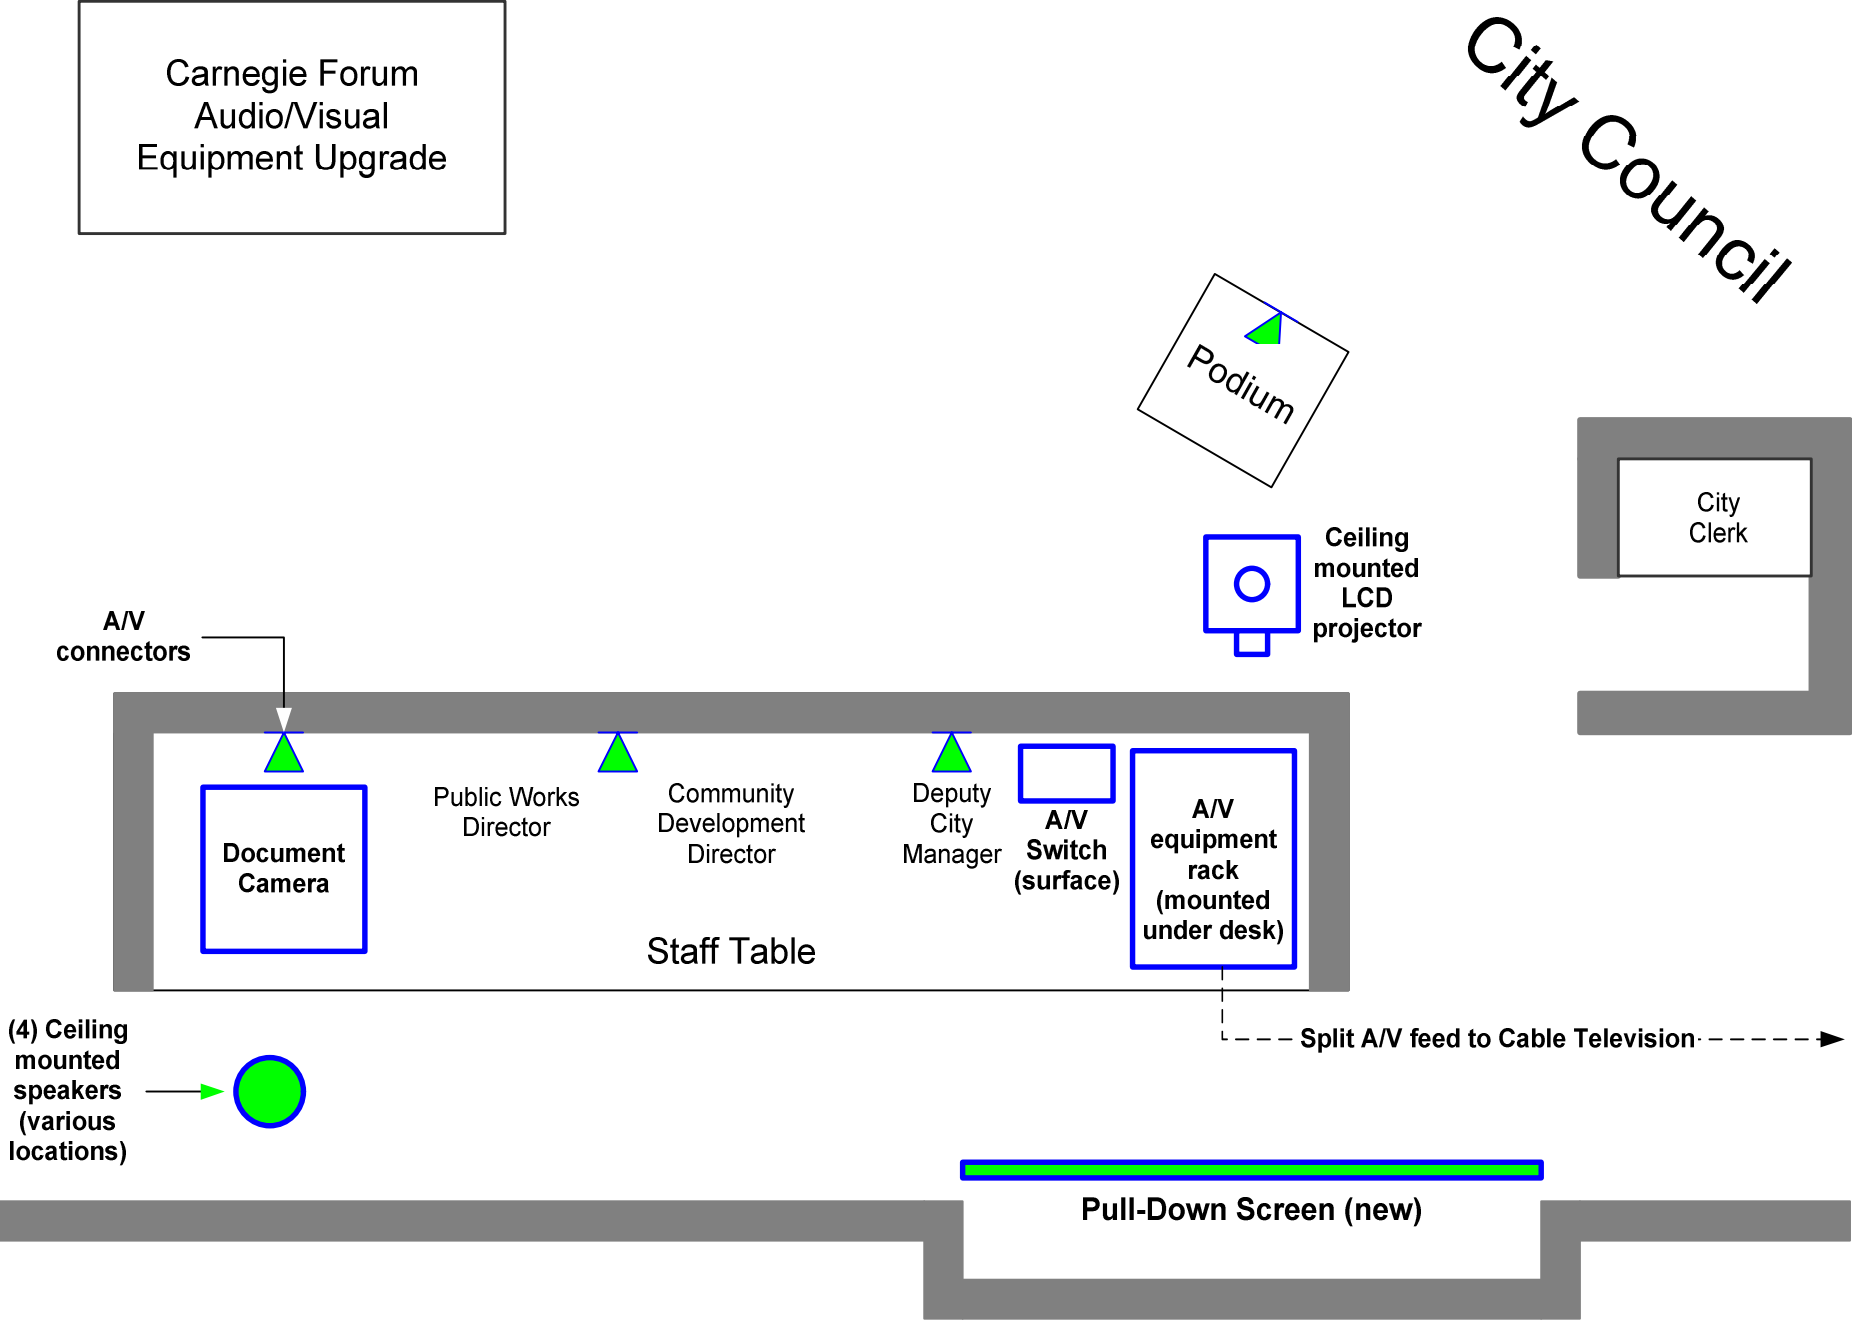 Carnegie Forum
Audio/Visual
Equipment Upgrade
City Council
Podium
City
Clerk
Ceiling
mounted
LCD
projector
A/V
connectors
Document
Camera
Public Works
Director
Community
Development
Director
Deputy
City
Manager
A/V
Switch
(surface)
A/V
equipment
rack
(mounted
under desk)
Staff Table
(4) Ceiling
mounted
speakers
(various
locations)
Split A/V feed to Cable Television
Pull-Down Screen (new)